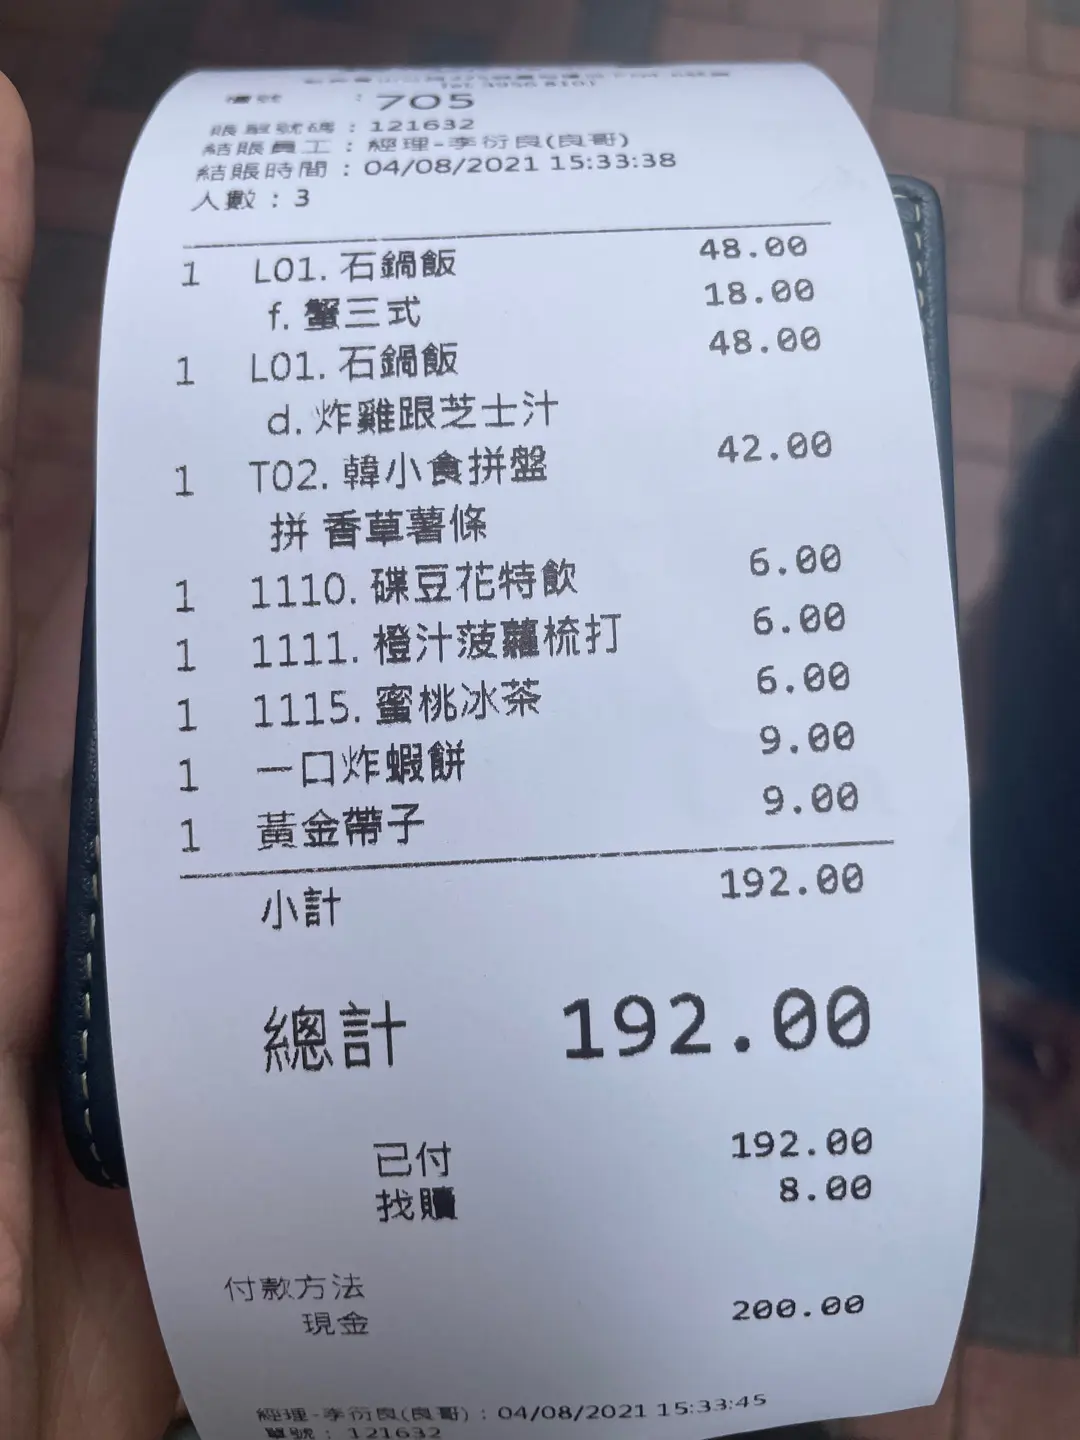 Tel: 3956 8101
檯號 : 705
賬單號碼 : 121632
結賬員工 : 經理-李衍良(良哥)
結賬時間 : 04/08/2021 15:33:38
人數 : 3
1 L01. 石鍋飯 48.00
f. 蟹三式 18.00
1 L01. 石鍋飯 48.00
d. 炸雞跟芝士汁
1 T02. 韓小食拼盤 42.00
拼 香草薯條
1 1110. 碟豆花特飲 6.00
1 1111. 橙汁菠蘿梳打 6.00
1 1115. 蜜桃冰茶 6.00
1 一口炸蝦餅 9.00
1 黃金帶子 9.00
小計 192.00
總計 192.00
已付 192.00
找贖 8.00
付款方法
現金 200.00
經理-李衍良(良哥) : 04/08/2021 15:33:45
單號 : 121632